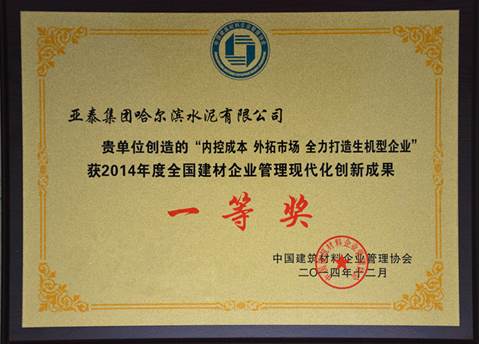 亚泰集团哈尔滨水泥有限公司
贵单位创造的“内控成本 外拓市场 全力打造生机型企业”
获2014年度全国建材企业管理现代化创新成果
一等奖
中国建筑材料企业管理协会
二〇一四年十二月